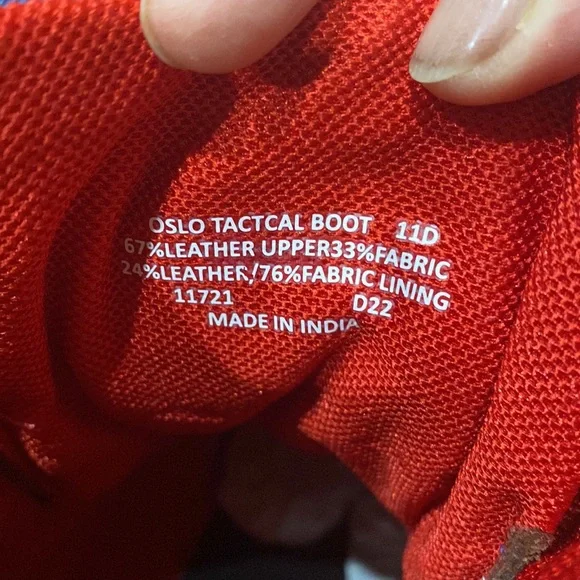 OSLO TACTCAL BOOT 11D
67%LEATHER UPPER33%FABRIC
24%LEATHER,/76%FABRIC LINING
11721 D22
MADE IN INDIA